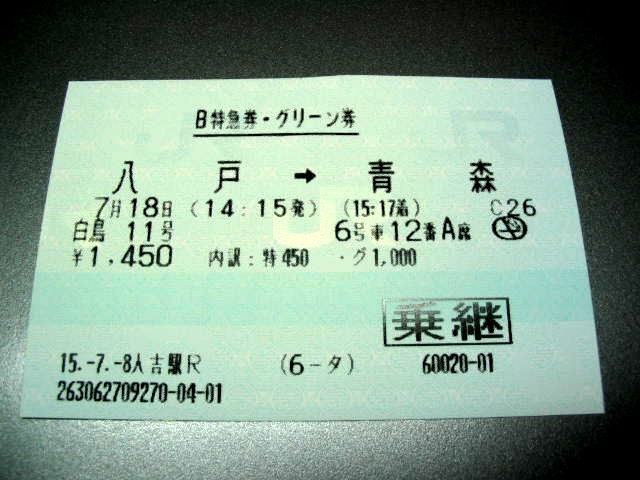 B特急券・グリーン券
八戸 → 青森
7月18日 (14:15発) (15:17着) C26
白鳥 11号 6号車12番A席
¥1,450 内訳:特450 ・グ1,000
乗継
15.-7.-8人吉駅R (6-タ) 60020-01
263062709270-04-01